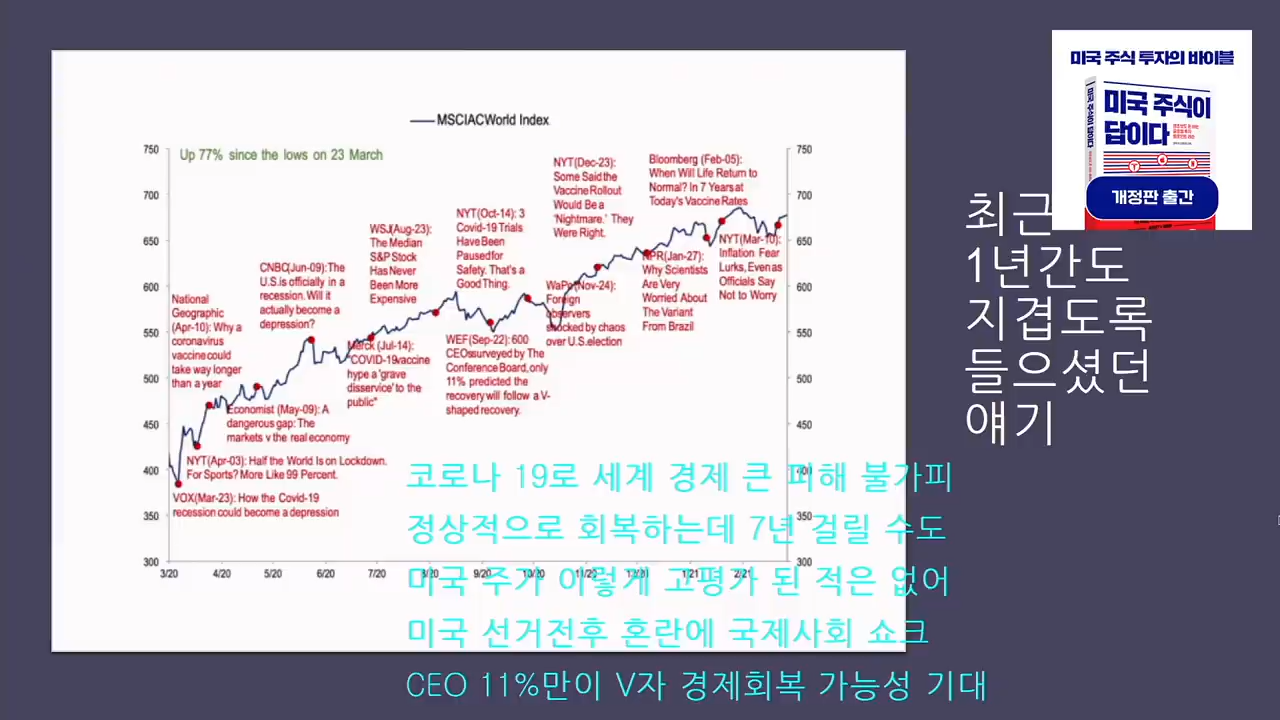 MSCIACWorld Index
Up 77% since the lows on 23 March
750
700
650
600
550
500
450
400
350
300
750
700
650
600
550
500
450
400
350
300
3/20
4/20
5/20
6/20
7/20
8/20
9/20
10/20
11/20
12/21
1/21
2/21
VOX(Mar-23): How the Covid-19
recession could become a depression
NYT(Apr-03): Half the World Is on Lockdown.
For Sports? More Like 99 Percent.
National
Geographic
(Apr-10): Why a
coronavirus
vaccine could
take way longer
than a year
Economist (May-09): A
dangerous gap: The
markets v the real economy
CNBC(Jun-09): The
U.S. is officially in a
recession. Will it
actually become a
depression?
Merck (Jul-14):
"COVID-19vaccine
hype a 'grave
disservice' to the
public"
WSJ(Aug-23):
The Median
S&P Stock
Has Never
Been More
Expensive
WEF(Sep-22): 600
CEOssurveyed by The
Conference Board, only
11% predicted the
recovery will follow a V-
shaped recovery.
NYT(Oct-14): 3
Covid-19 Trials
Have Been
Paused for
Safety. That's a
Good Thing.
WaPo(Nov-24):
Foreign
observers
shocked by chaos
over U.S. election
NYT(Dec-23):
Some Said the
Vaccine Rollout
Would Be a
'Nightmare.' They
Were Right.
NPR(Jan-27):
Why Scientists
Are Very
Worried About
The Variant
From Brazil
Bloomberg (Feb-05):
When Will Life Return to
Normal? In 7 Years at
Today's Vaccine Rates
NYT(Mar-10):
Inflation Fear
Lurks, Even as
Officials Say
Not to Worry
미국 주식 투자의 바이블
미국 주식이
답이다
개정판 출간
최근
1년간도
지겹도록
들으셨던
얘기
코로나 19로 세계 경제 큰 피해 불가피
정상적으로 회복하는데 7년 걸릴 수도
미국 주가 이렇게 고평가 된 적은 없어
미국 선거전후 혼란에 국제사회 쇼크
CEO 11%만이 V자 경제회복 가능성 기대